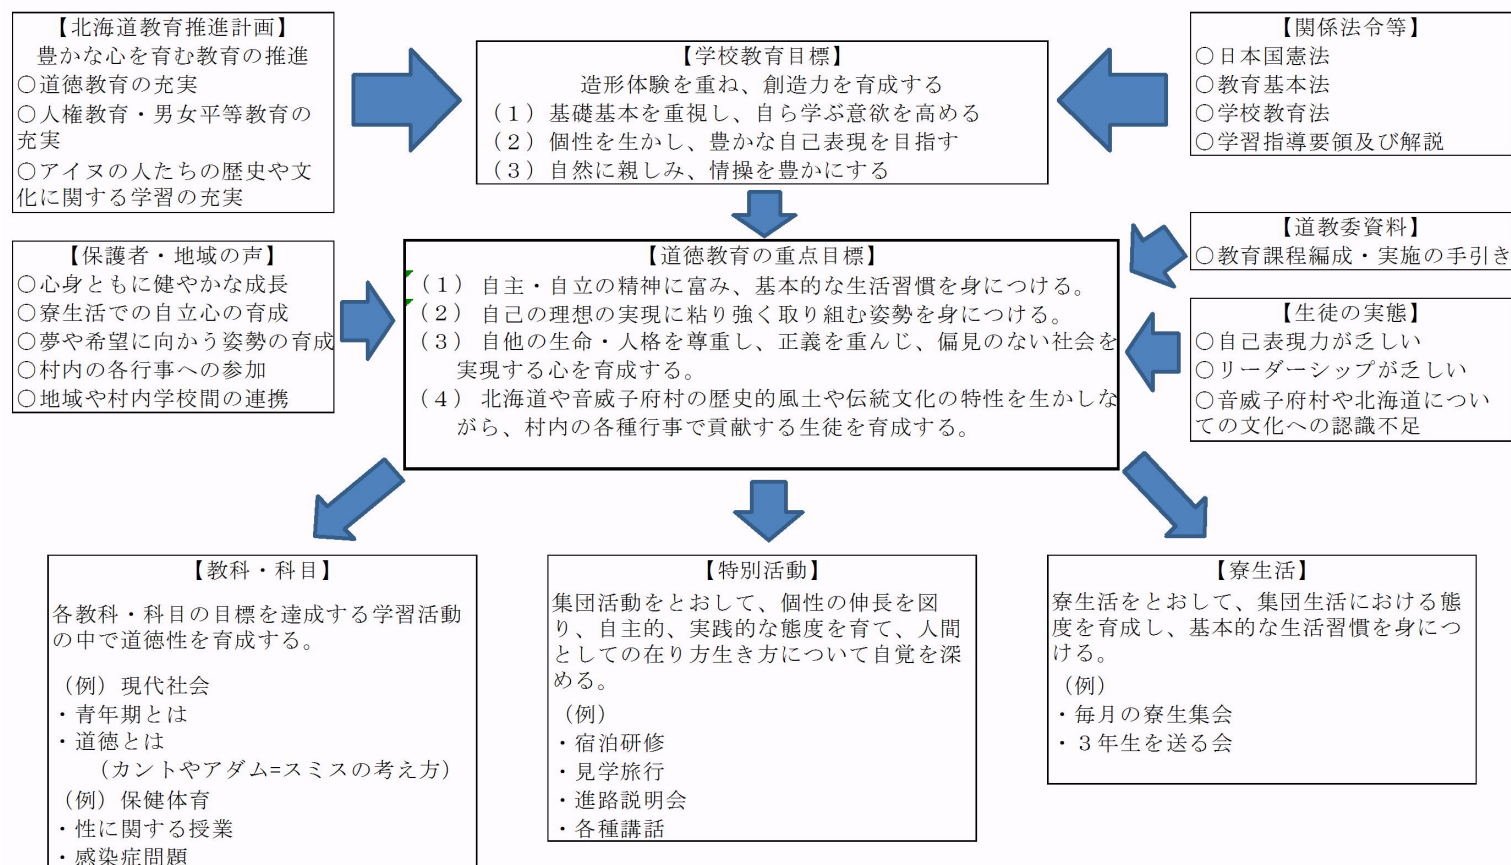 【北海道教育推進計画】
豊かな心を育む教育の推進
○道徳教育の充実
○人権教育・男女平等教育の
充実
○アイヌの人たちの歴史や文
化に関する学習の充実
【学校教育目標】
造形体験を重ね、創造力を育成する
（１）基礎基本を重視し、自ら学ぶ意欲を高める
（２）個性を生かし、豊かな自己表現を目指す
（３）自然に親しみ、情操を豊かにする
【関係法令等】
○日本国憲法
○教育基本法
○学校教育法
○学習指導要領及び解説
【保護者・地域の声】
○心身ともに健やかな成長
○寮生活での自立心の育成
○夢や希望に向かう姿勢の育成
○村内の各行事への参加
○地域や村内学校間の連携
【道徳教育の重点目標】
（１）自主・自立の精神に富み、基本的な生活習慣を身につける。
（２）自己の理想の実現に粘り強く取り組む姿勢を身につける。
（３）自他の生命・人格を尊重し、正義を重んじ、偏見のない社会を
実現する心を育成する。
（４）北海道や音威子府村の歴史的風土や伝統文化の特性を生かしな
がら、村内の各種行事で貢献する生徒を育成する。
【道教委資料】
○教育課程編成・実施の手引き
【生徒の実態】
○自己表現力が乏しい
○リーダーシップが乏しい
○音威子府村や北海道につい
ての文化への認識不足
【教科・科目】
各教科・科目の目標を達成する学習活動
の中で道徳性を育成する。
（例）現代社会
・青年期とは
・道徳とは
（カントやアダム=スミスの考え方）
（例）保健体育
・性に関する授業
・感染症問題
【特別活動】
集団活動をとおして、個性の伸長を図
り、自主的、実践的な態度を育て、人間
としての在り方生き方について自覚を深
める。
（例）
・宿泊研修
・見学旅行
・進路説明会
・各種講話
【寮生活】
寮生活をとおして、集団生活における態
度を育成し、基本的な生活習慣を身につ
ける。
（例）
・毎月の寮生集会
・３年生を送る会